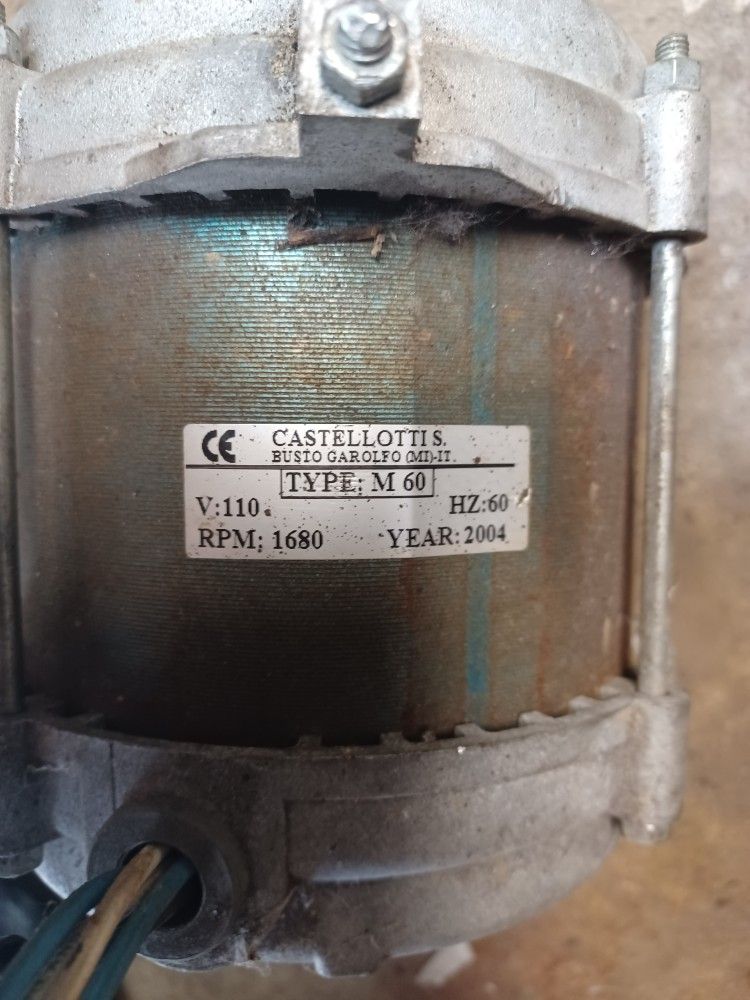 CE CASTELLOTTI S.
BUSTO GAROLFO (MI)-IT.
TYPE: M 60
V:110 HZ:60
RPM: 1680 YEAR: 2004